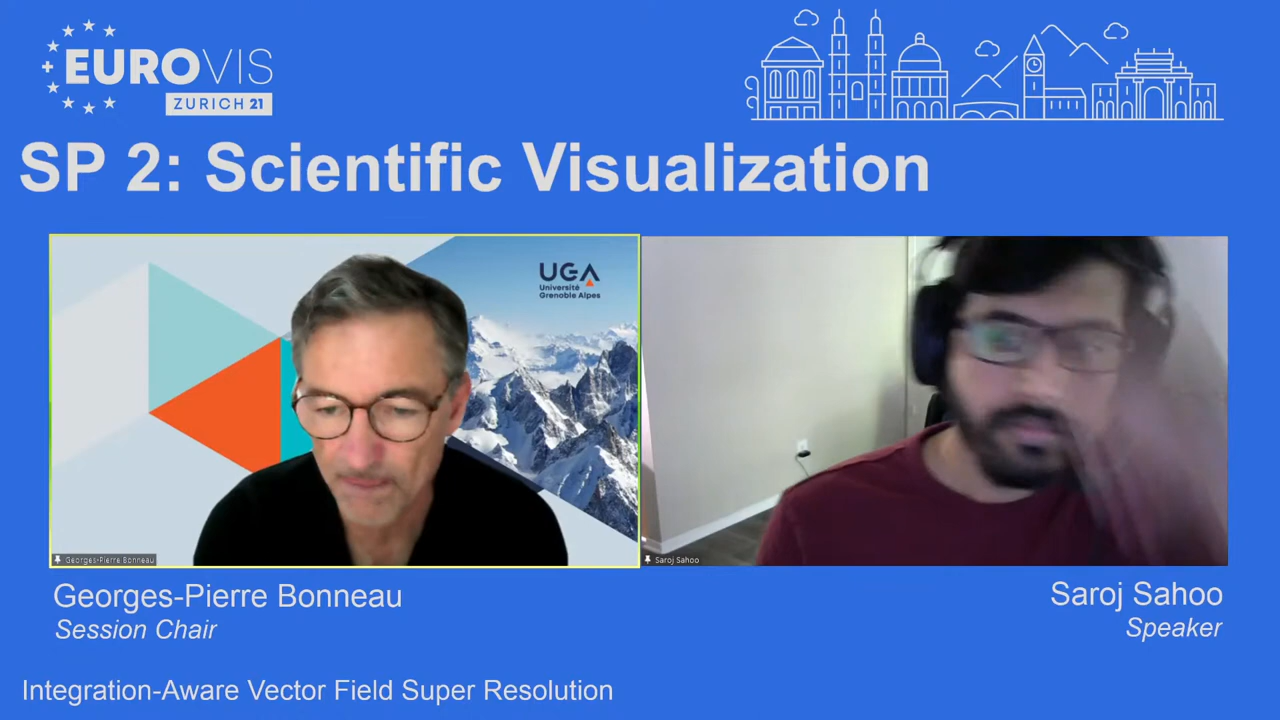 EUROVIS
ZURICH 21
SP 2: Scientific Visualization
UGA
Université
Grenoble Alpes
Georges-Pierre Bonneau
Saroj Sahoo
Georges-Pierre Bonneau
Saroj Sahoo
Session Chair
Speaker
Integration-Aware Vector Field Super Resolution